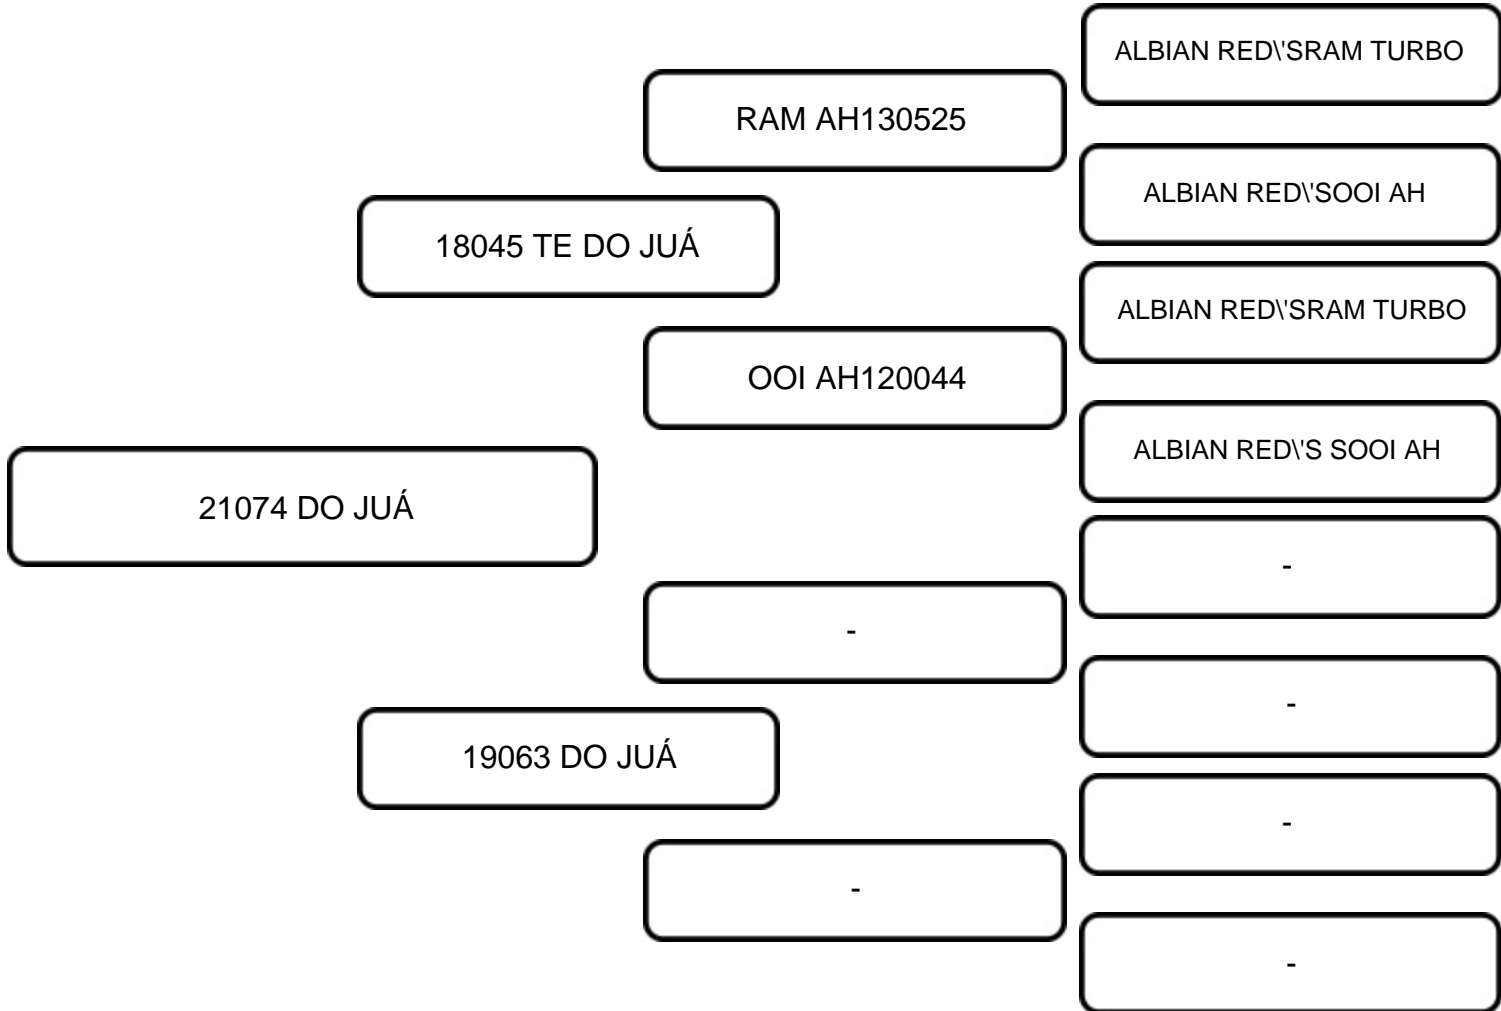 ALBIAN RED\'SRAM TURBO
RAM AH130525
ALBIAN RED\'SOOI AH
18045 TE DO JUÁ
ALBIAN RED\'SRAM TURBO
OOI AH120044
ALBIAN RED\'S SOOI AH
21074 DO JUÁ
-
-
-
19063 DO JUÁ
-
-
-